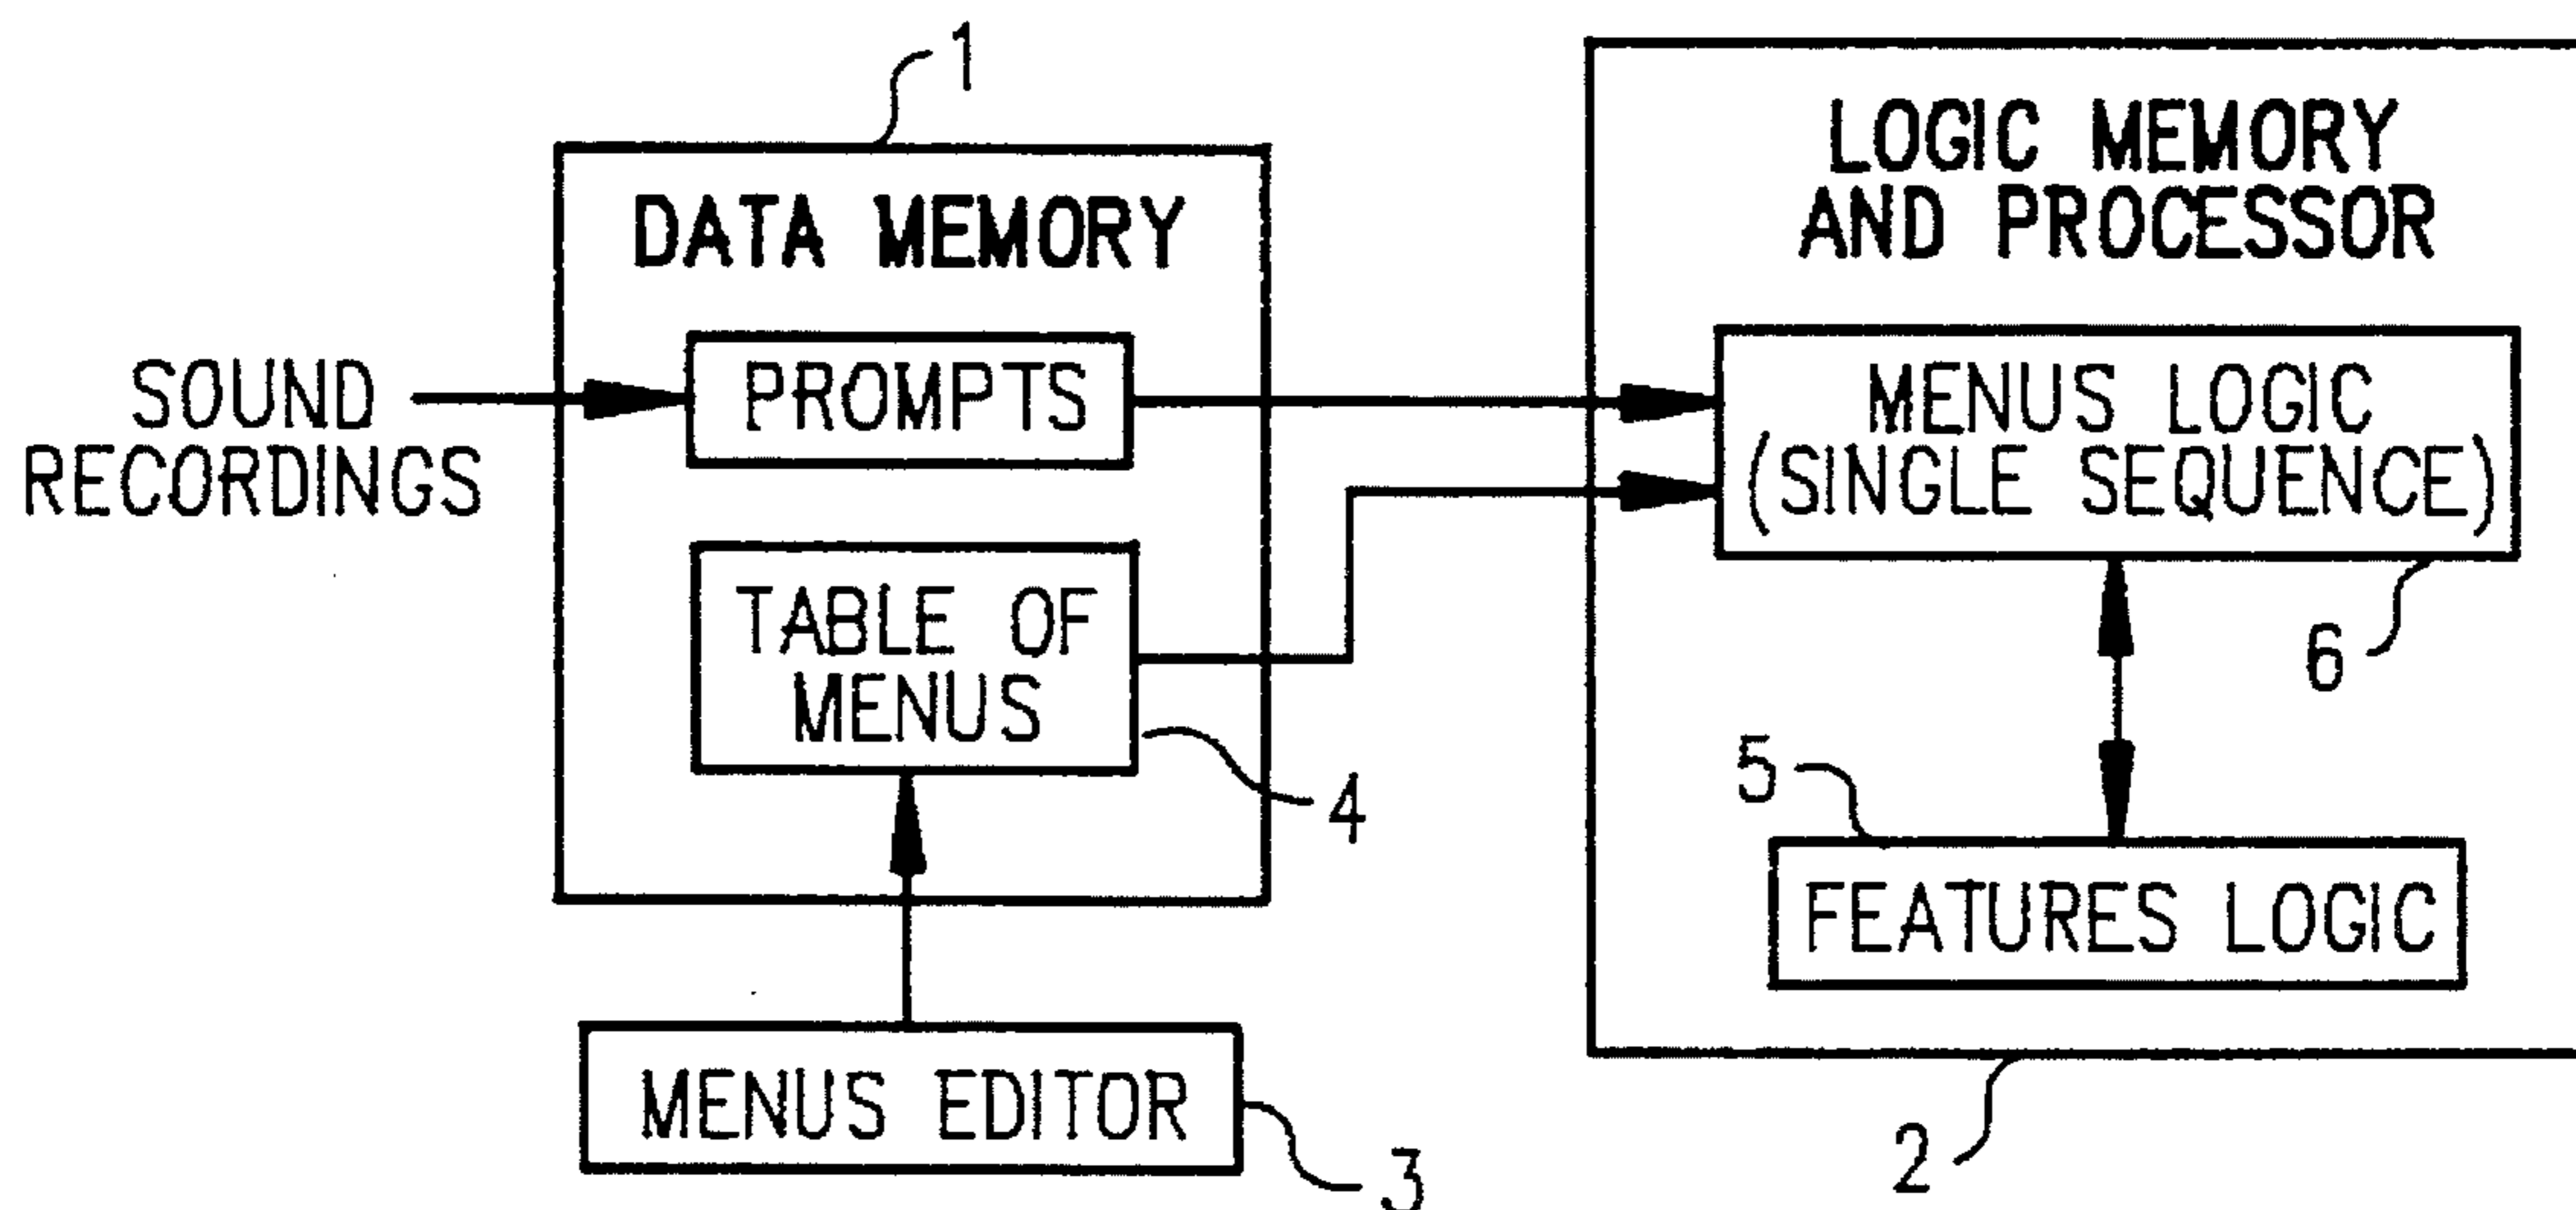 1
DATA MEMORY
SOUND
RECORDINGS
PROMPTS
TABLE OF
MENUS
4
MENUS EDITOR
3
LOGIC MEMORY
AND PROCESSOR
MENUS LOGIC
(SINGLE SEQUENCE)
6
5
FEATURES LOGIC
2